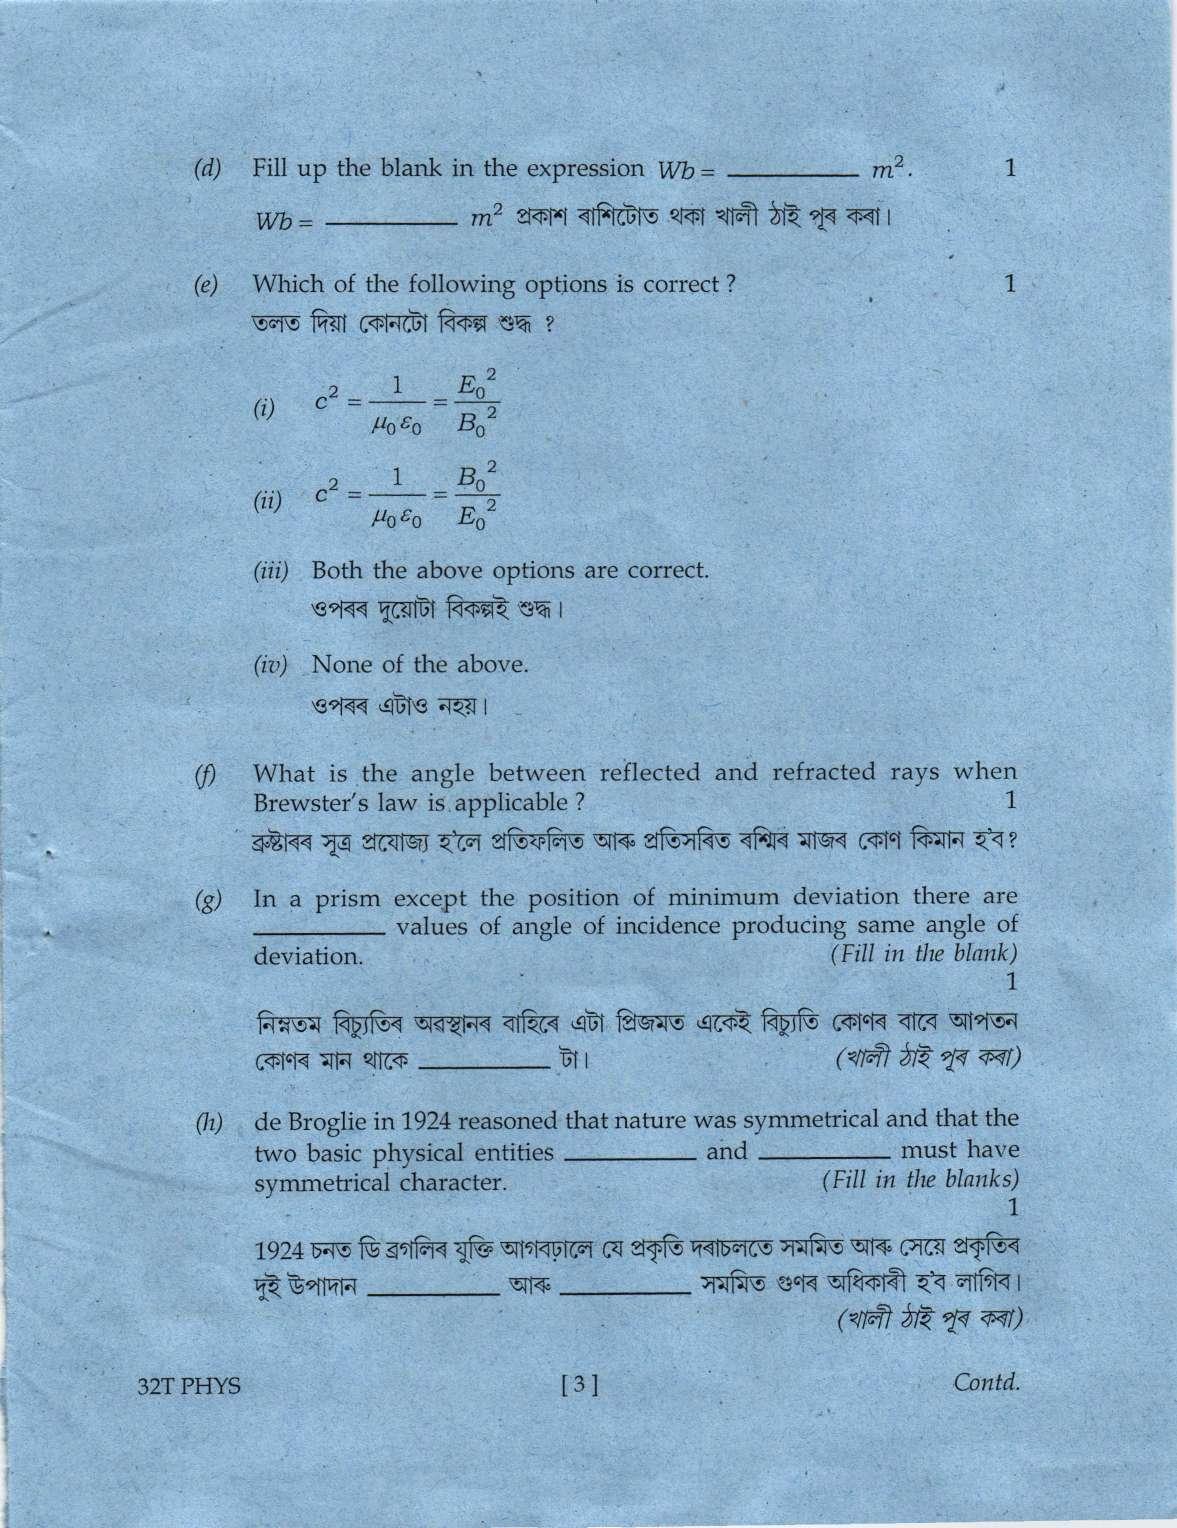 (d) Fill up the blank in the expression Wb = __________ m². 1
Wb = __________ m² প্ৰকাশ ৰাশিটোত থকা খালী ঠাই পূৰ কৰা।
(e) Which of the following options is correct ? 1
তলত দিয়া কোনটো বিকল্প শুদ্ধ ?
(i) c² = 1/(μ₀ε₀) = E₀²/B₀²
(ii) c² = 1/(μ₀ε₀) = B₀²/E₀²
(iii) Both the above options are correct.
ওপৰৰ দুয়োটা বিকল্পই শুদ্ধ।
(iv) None of the above.
ওপৰৰ এটাও নহয়।
(f) What is the angle between reflected and refracted rays when
Brewster's law is applicable ? 1
ব্ৰুষ্টাৰৰ সূত্ৰ প্ৰযোজ্য হ'লে প্ৰতিফলিত আৰু প্ৰতিসৰিত ৰশ্মিৰ মাজৰ কোণ কিমান হ'ব?
(g) In a prism except the position of minimum deviation there are
__________ values of angle of incidence producing same angle of
deviation. (Fill in the blank)
1
নিম্নতম বিচ্যুতিৰ অৱস্থানৰ বাহিৰে এটা প্ৰিজমত একেই বিচ্যুতি কোণৰ বাবে আপতন
কোণৰ মান থাকে __________ টা। (খালী ঠাই পূৰ কৰা)
(h) de Broglie in 1924 reasoned that nature was symmetrical and that the
two basic physical entities __________ and __________ must have
symmetrical character. (Fill in the blanks)
1
1924 চনত ডি ব্ৰগলিৰ যুক্তি আগবঢ়ালে যে প্ৰকৃতি দৰাচলতে সমমিত আৰু সেয়ে প্ৰকৃতিৰ
দুই উপাদান __________ আৰু __________ সমমিত গুণৰ অধিকাৰী হ'ব লাগিব।
(খালী ঠাই পূৰ কৰা)
32T PHYS [ 3 ] Contd.